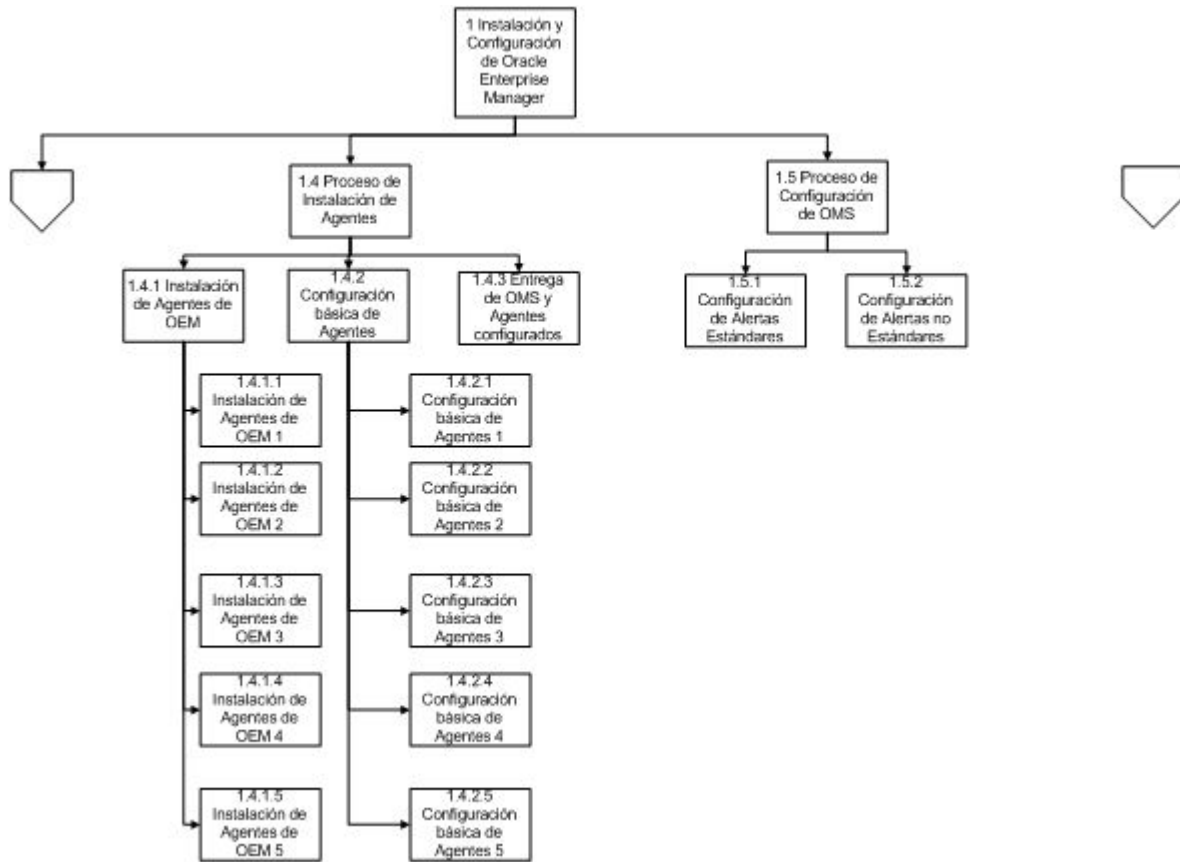 1 Instalación y
Configuración
de Oracle
Enterprise
Manager
1.4 Proceso de
Instalación de
Agentes
1.5 Proceso de
Configuración
de OMS
1.4.1 Instalación
de Agentes de
OEM
1.4.2
Configuración
básica de
Agentes
1.4.3 Entrega
de OMS y
Agentes
configurados
1.5.1
Configuración
de Alertas
Estándares
1.5.2
Configuración
de Alertas no
Estándares
1.4.1.1
Instalación de
Agentes de
OEM 1
1.4.2.1
Configuración
básica de
Agentes 1
1.4.1.2
Instalación de
Agentes de
OEM 2
1.4.2.2
Configuración
básica de
Agentes 2
1.4.1.3
Instalación de
Agentes de
OEM 3
1.4.2.3
Configuración
básica de
Agentes 3
1.4.1.4
Instalación de
Agentes de
OEM 4
1.4.2.4
Configuración
básica de
Agentes 4
1.4.1.5
Instalación de
Agentes de
OEM 5
1.4.2.5
Configuración
básica de
Agentes 5